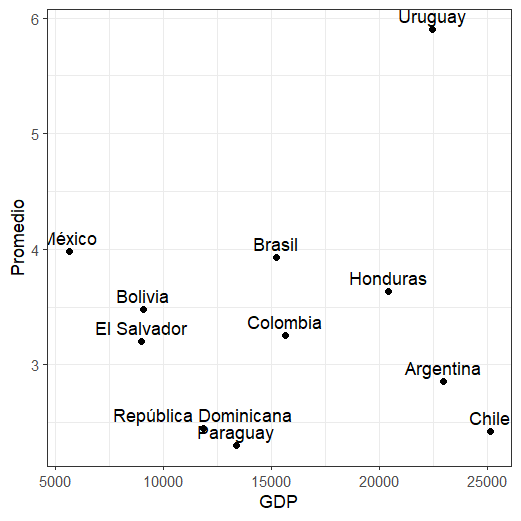 Uruguay
México
Brasil
Honduras
Bolivia
El Salvador
Colombia
Argentina
República Dominicana
Chile
Paraguay
6
5
4
3
Promedio
5000 10000 15000 20000 25000
GDP